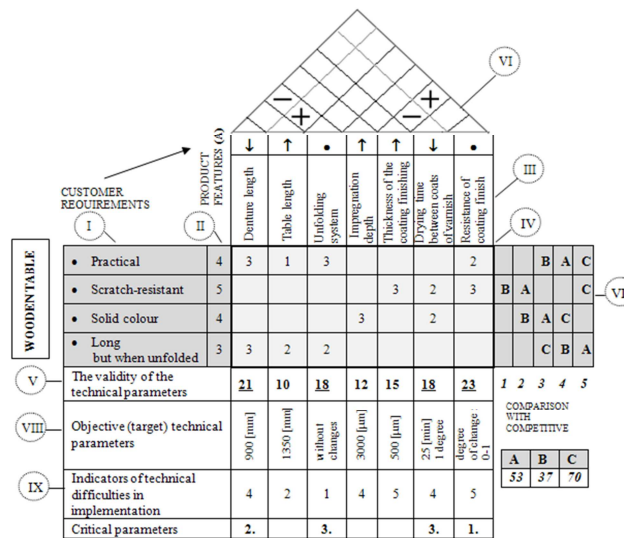 VI
− +
+ −
↓ ↑ • ↑ ↑ ↓ •
CUSTOMER
REQUIREMENTS
PRODUCT
FEATURES (A)
Denture length
Table length
Unfolding
system
Impregnation
depth
Thickness of the
coating finishing
Drying time
between coats
of varnish
Resistance of
coating finish
III
I
II
IV
WOODENTABLE
• Practical 4 3 1 3 2 B A C
• Scratch-resistant 5 3 2 3 B A C
• Solid colour 4 3 2 B A C
• Long
but when unfolded 3 3 2 2 C B A
VI
V
The validity of the
technical parameters
21 10 18 12 15 18 23
1 2 3 4 5
COMPARISON
WITH
COMPETITIVE
VIII
Objective (target) technical
parameters
900 [mm]
1350 [mm]
without
changes
3000 [µm]
500 [µm]
25 [min]
1 degree
degree
of change :
0-1
A B C
53 37 70
IX
Indicators of technical
difficulties in
implementation
4 2 1 4 5 4 5
Critical parameters 2. 3. 3. 1.